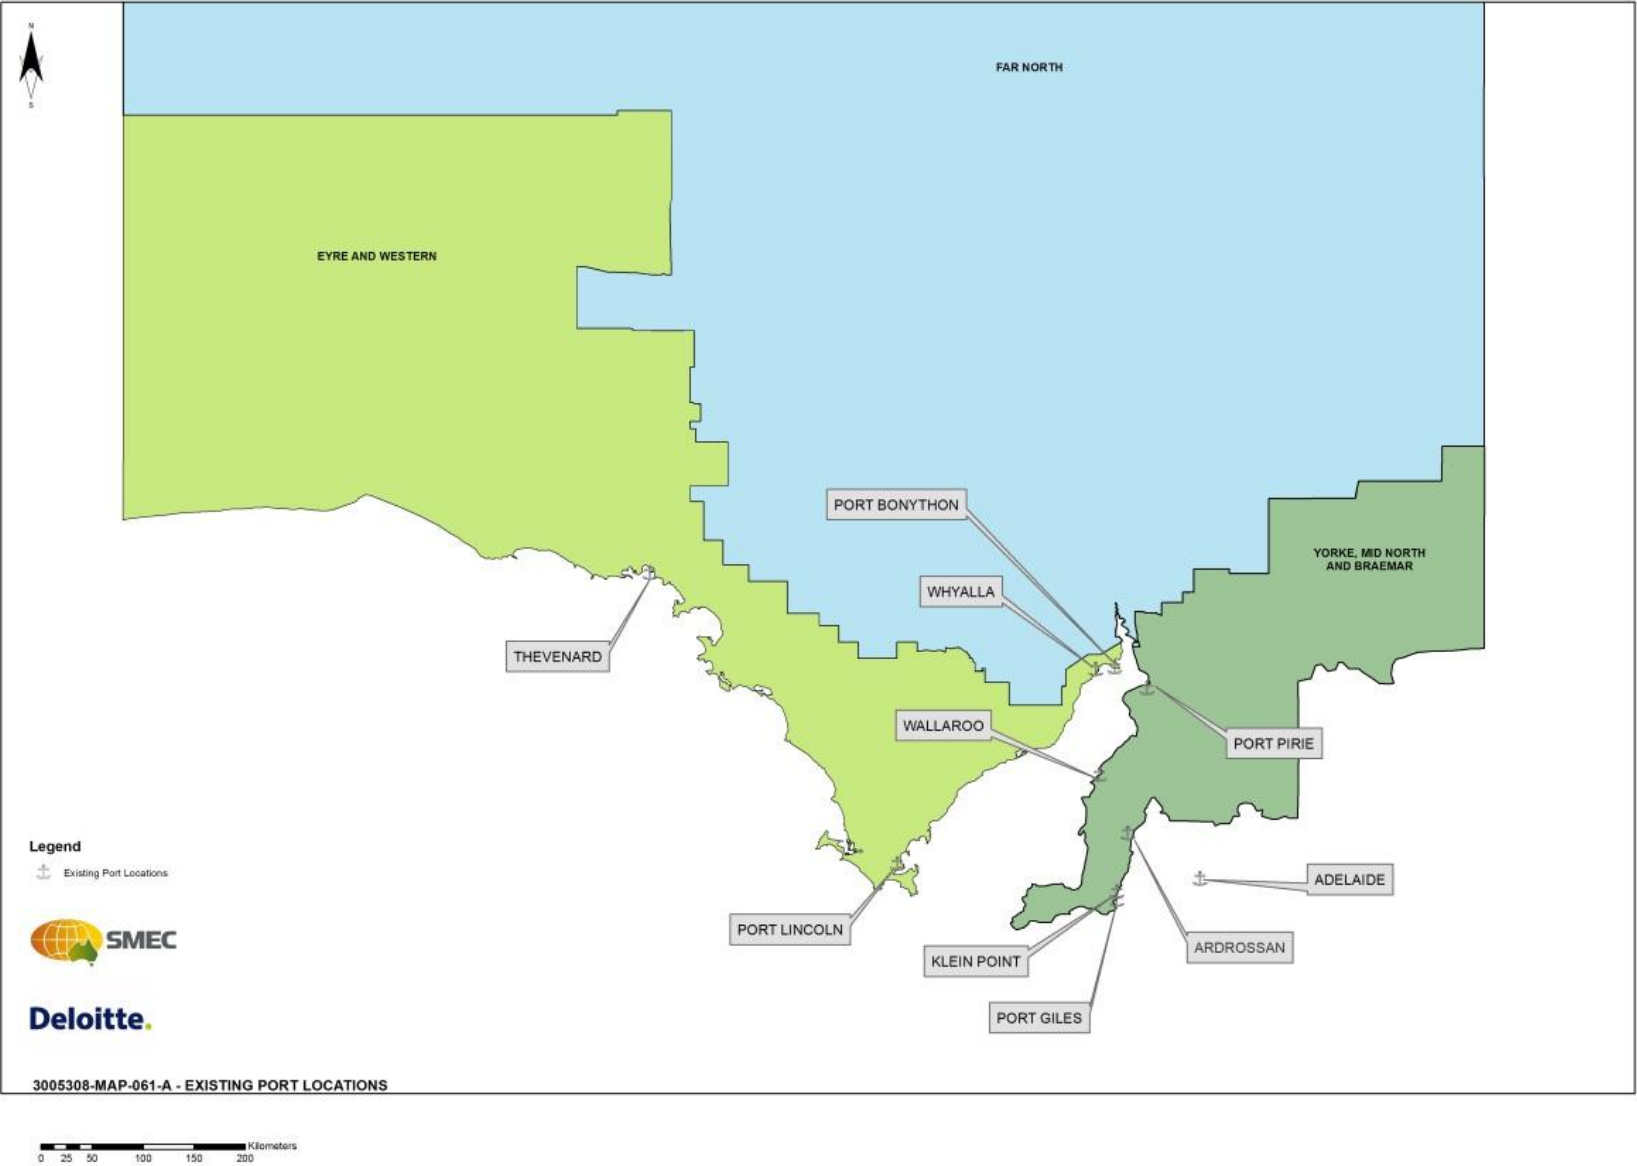 N
S
FAR NORTH
EYRE AND WESTERN
PORT BONYTHON
YORKE, MID NORTH
AND BRAEMAR
WHYALLA
THEVENARD
WALLAROO
PORT PIRIE
Legend
Existing Port Locations
ADELAIDE
PORT LINCOLN
SMEC
ARDROSSAN
KLEIN POINT
Deloitte.
PORT GILES
3005308-MAP-061-A - EXISTING PORT LOCATIONS
Kilometers
0 25 50 100 150 200